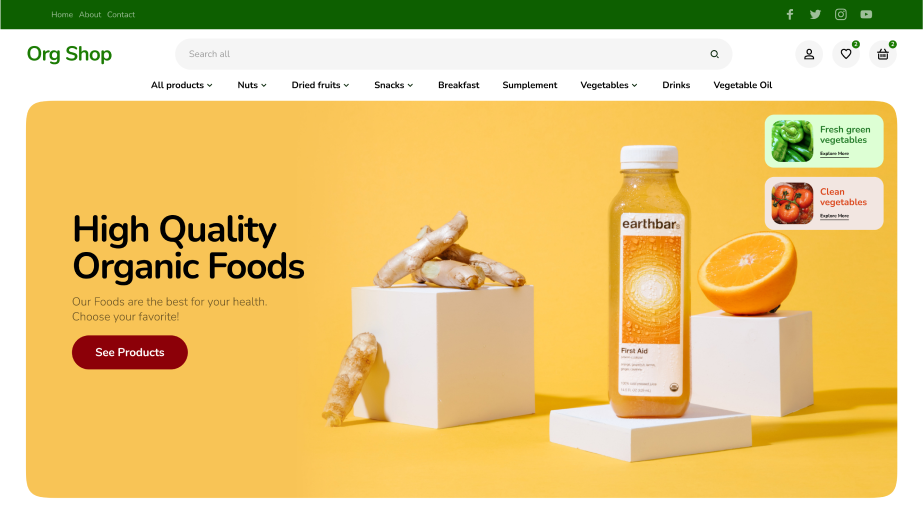 Home About Contact
Org Shop
Search all
2
2
All products Nuts Dried fruits Snacks Breakfast Sumplement Vegetables Drinks Vegetable Oil
Fresh green
vegetables
Explore More
Clean
vegetables
Explore More
High Quality
Organic Foods
Our Foods are the best for your health.
Choose your favorite!
See Products
earthbar
First Aid